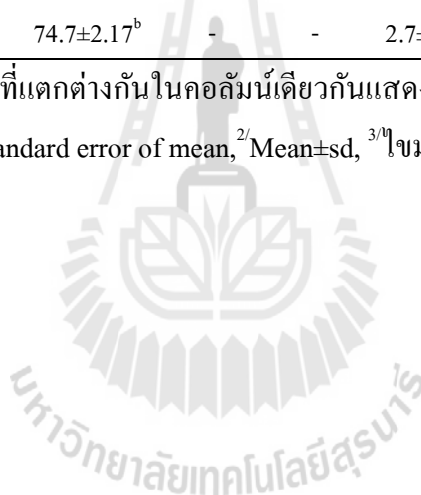 74.7±2.17ᵇ - - 2.7±
ที่แตกต่างกันในคอลัมน์เดียวกันแสดง
andard error of mean, ²/Mean±sd, ³/ไขม
มหาวิทยาลัยเทคโนโลยีสุรนารี